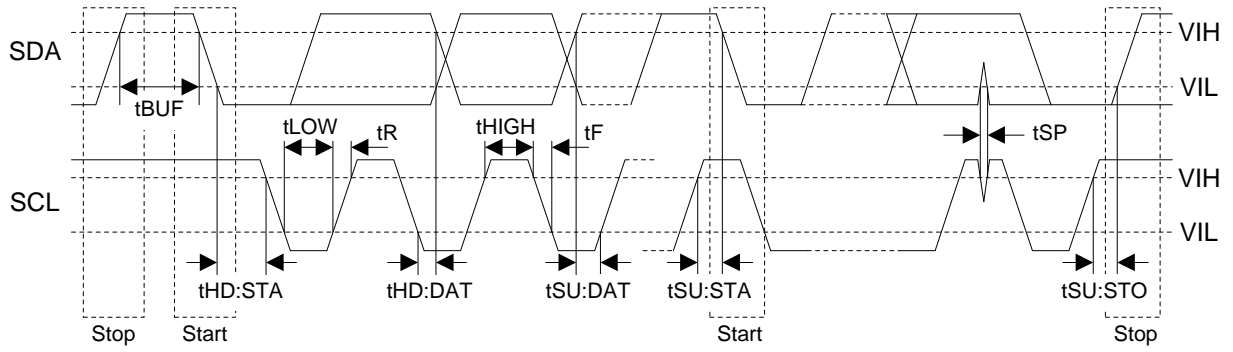 SDA
VIH
VIL
tBUF
tLOW
tR
tHIGH
tF
tSP
SCL
VIH
VIL
tHD:STA
tHD:DAT
tSU:DAT
tSU:STA
tSU:STO
Stop
Start
Start
Stop